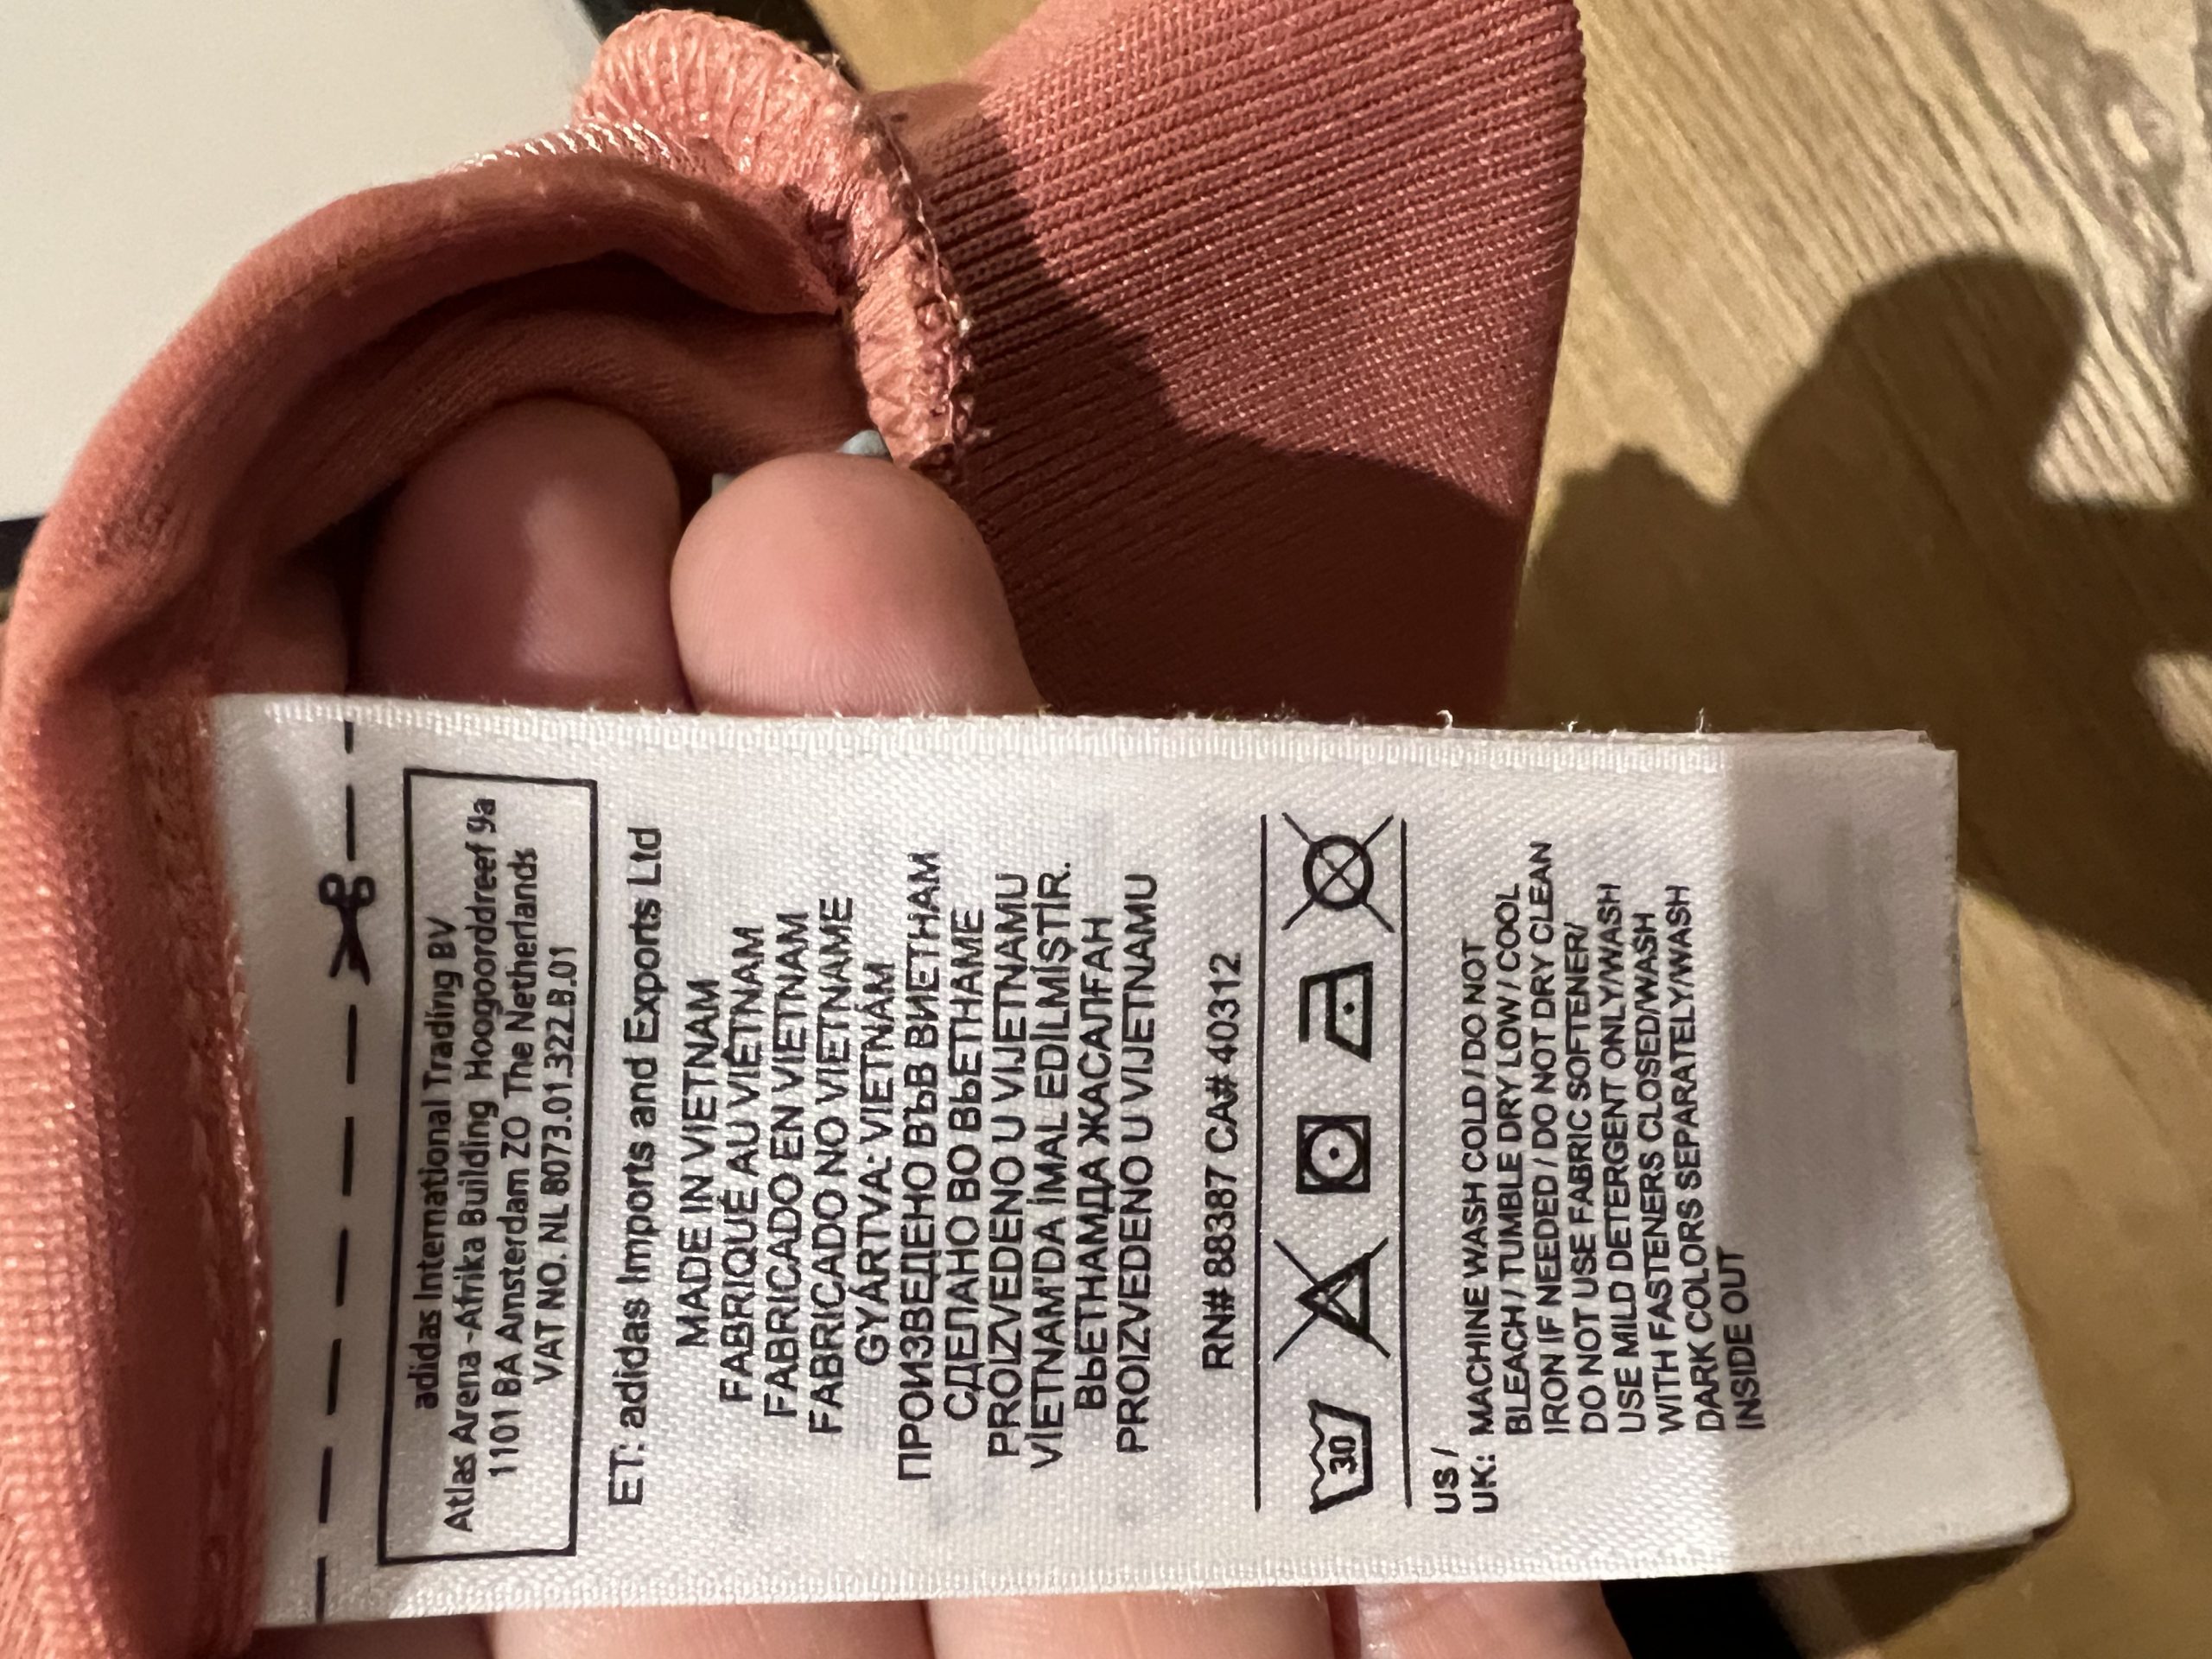 adidas International Trading BV
Atlas Arena -Afrika Building Hoogoorddreef 9a
1101 BA Amsterdam ZO The Netherlands
VAT NO. NL 8073.01.322.B.01
ET: adidas Imports and Exports Ltd
MADE IN VIETNAM
FABRIQUÉ AU VIÊTNAM
FABRICADO EN VIETNAM
FABRICADO NO VIETNAME
GYÁRTVA: VIETNÁM
ПРОИЗВЕДЕНО ВЪВ ВИЕТНАМ
СДЕЛАНО ВО ВЬЕТНАМЕ
PROIZVEDENO U VIJETNAMU
VİETNAM'DA İMAL EDİLMİŞTİR.
ВЬЕТНАМДА ЖАСАЛҒАН
PROIZVEDENO U VIJETNAMU
RN# 88387 CA# 40312
30
US /
UK: MACHINE WASH COLD / DO NOT
BLEACH / TUMBLE DRY LOW / COOL
IRON IF NEEDED / DO NOT DRY CLEAN
DO NOT USE FABRIC SOFTENER/
USE MILD DETERGENT ONLY/WASH
WITH FASTENERS CLOSED/WASH
DARK COLORS SEPARATELY/WASH
INSIDE OUT